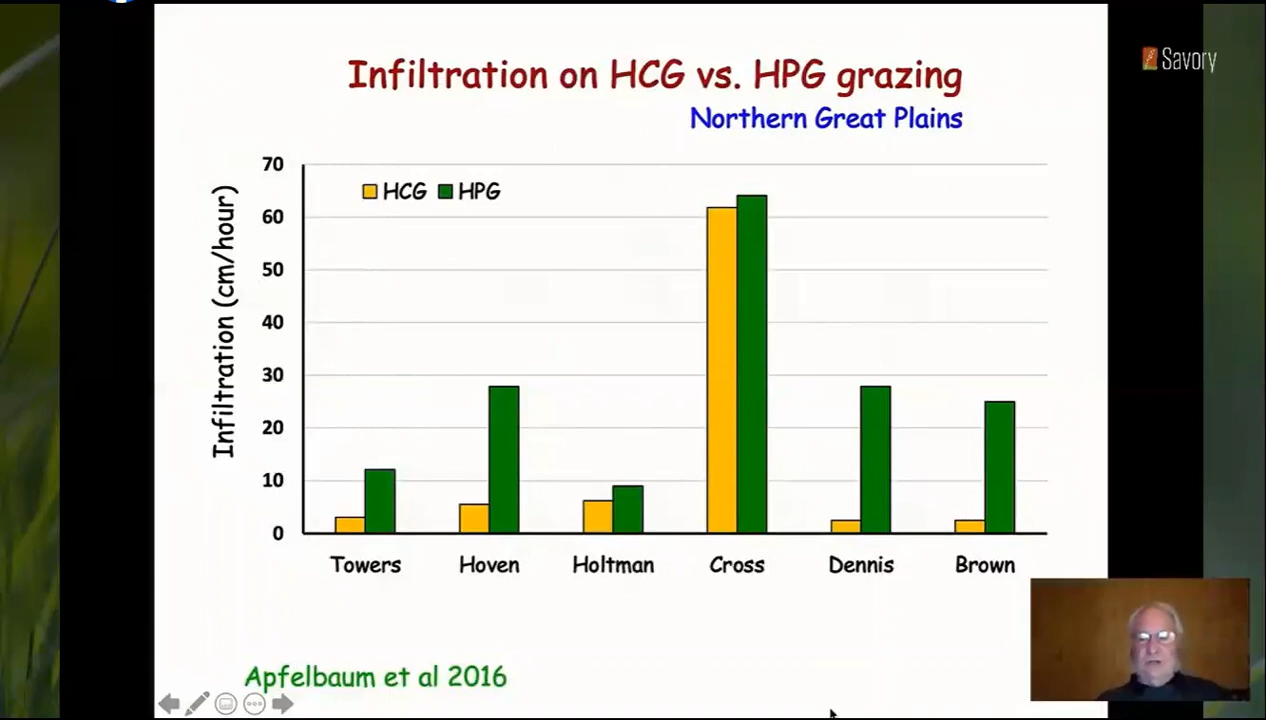 Savory
Infiltration on HCG vs. HPG grazing
Northern Great Plains
Infiltration (cm/hour)
70
60
50
40
30
20
10
0
HCG HPG
Towers Hoven Holtman Cross Dennis Brown
Apfelbaum et al 2016